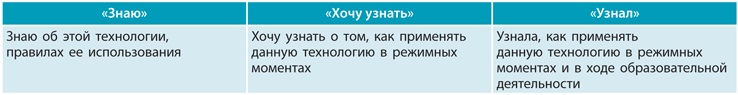 «Знаю»
«Хочу узнать»
«Узнал»
Знаю об этой технологии,
правилах ее использования
Хочу узнать о том, как применять
данную технологию в режимных
моментах
Узнала, как применять
данную технологию в режимных
моментах и в ходе образовательной
деятельности